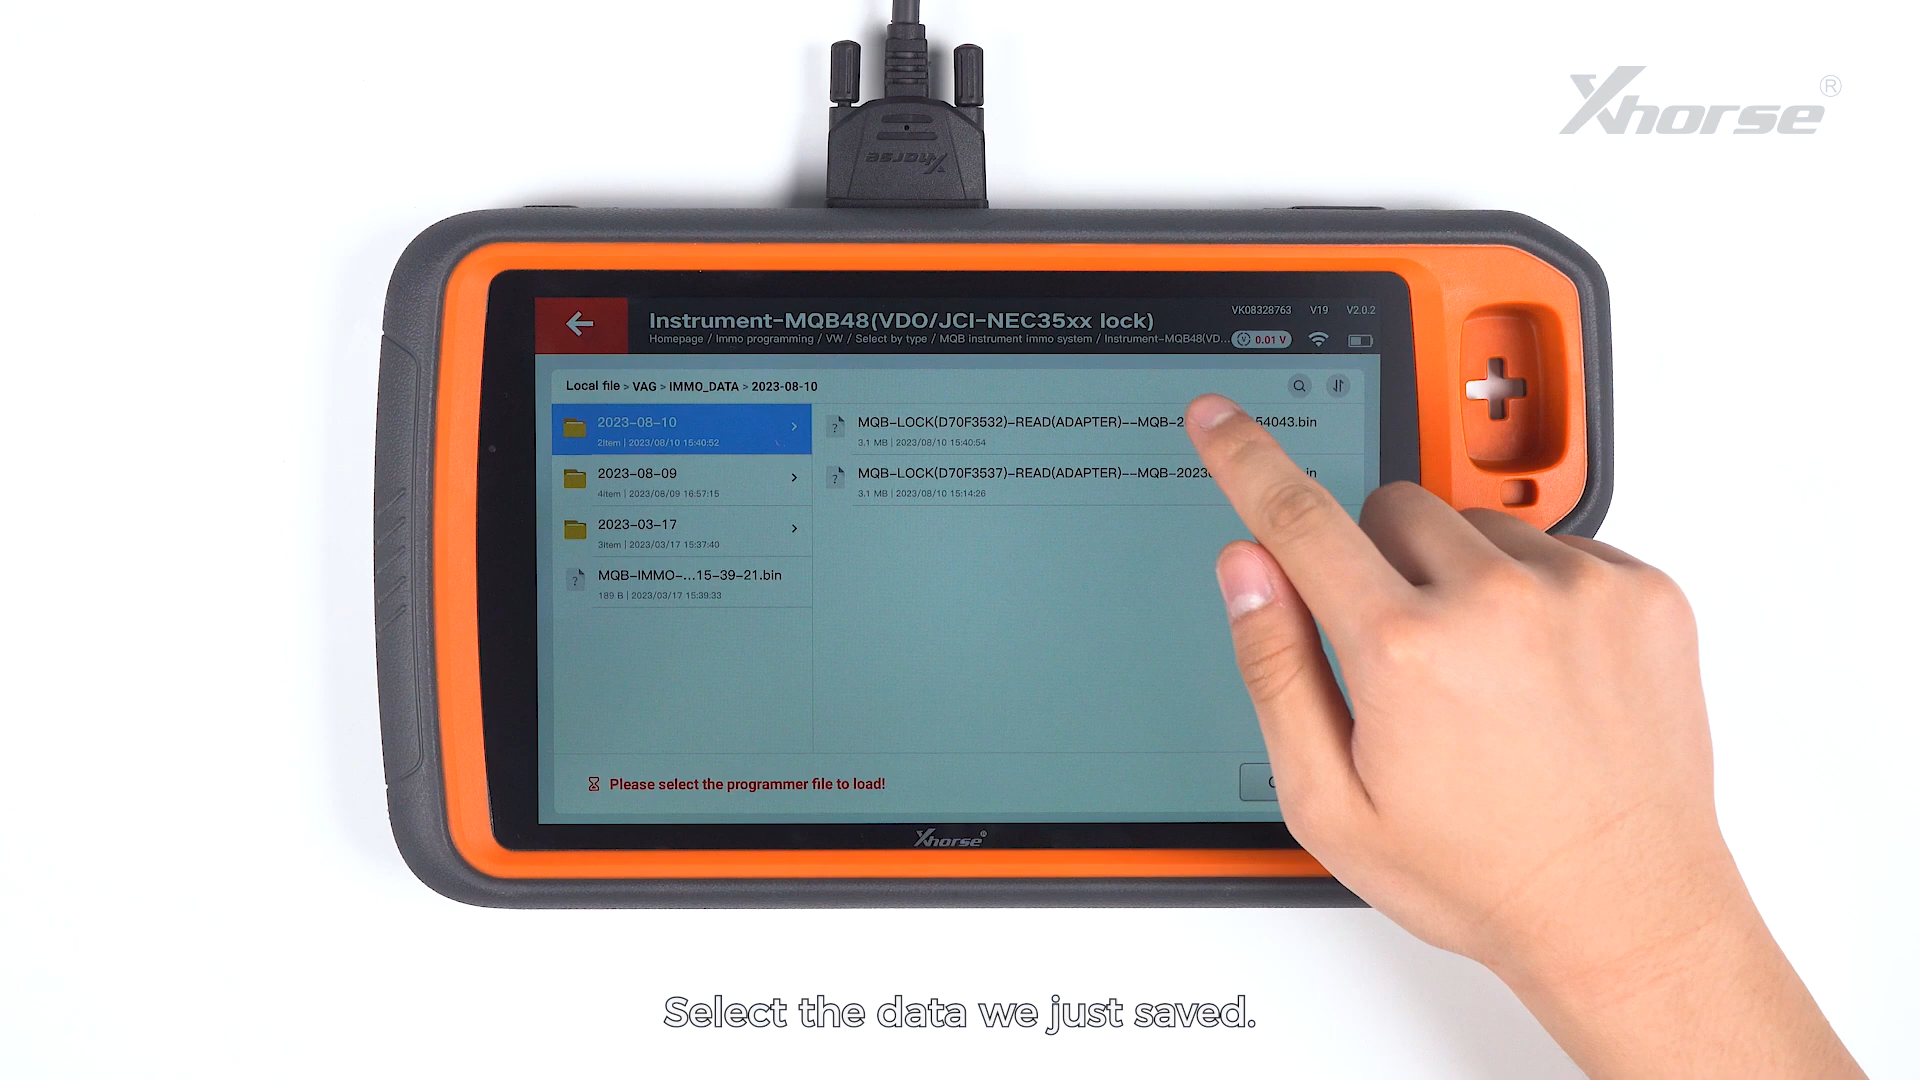 Xhorse®
Xhorse
Instrument-MQB48(VDO/JCI-NEC35xx lock)
VK08328763 V19 V2.0.2
Homepage / Immo programming / VW / Select by type / MQB instrument immo system / Instrument-MQB48(VD...
0.01 V
Local file > VAG > IMMO_DATA > 2023-08-10
2023-08-10
2Item | 2023/08/10 15:40:52
2023-08-09
4Item | 2023/08/09 16:57:15
2023-03-17
3Item | 2023/03/17 15:37:40
MQB-IMMO-...15-39-21.bin
189 B | 2023/03/17 15:39:33
MQB-LOCK(D70F3532)-READ(ADAPTER)--MQB-2 54043.bin
3.1 MB | 2023/08/10 15:40:54
MQB-LOCK(D70F3537)-READ(ADAPTER)--MQB-2023 in
3.1 MB | 2023/08/10 15:14:26
Please select the programmer file to load!
Xhorse®
Select the data we just saved.